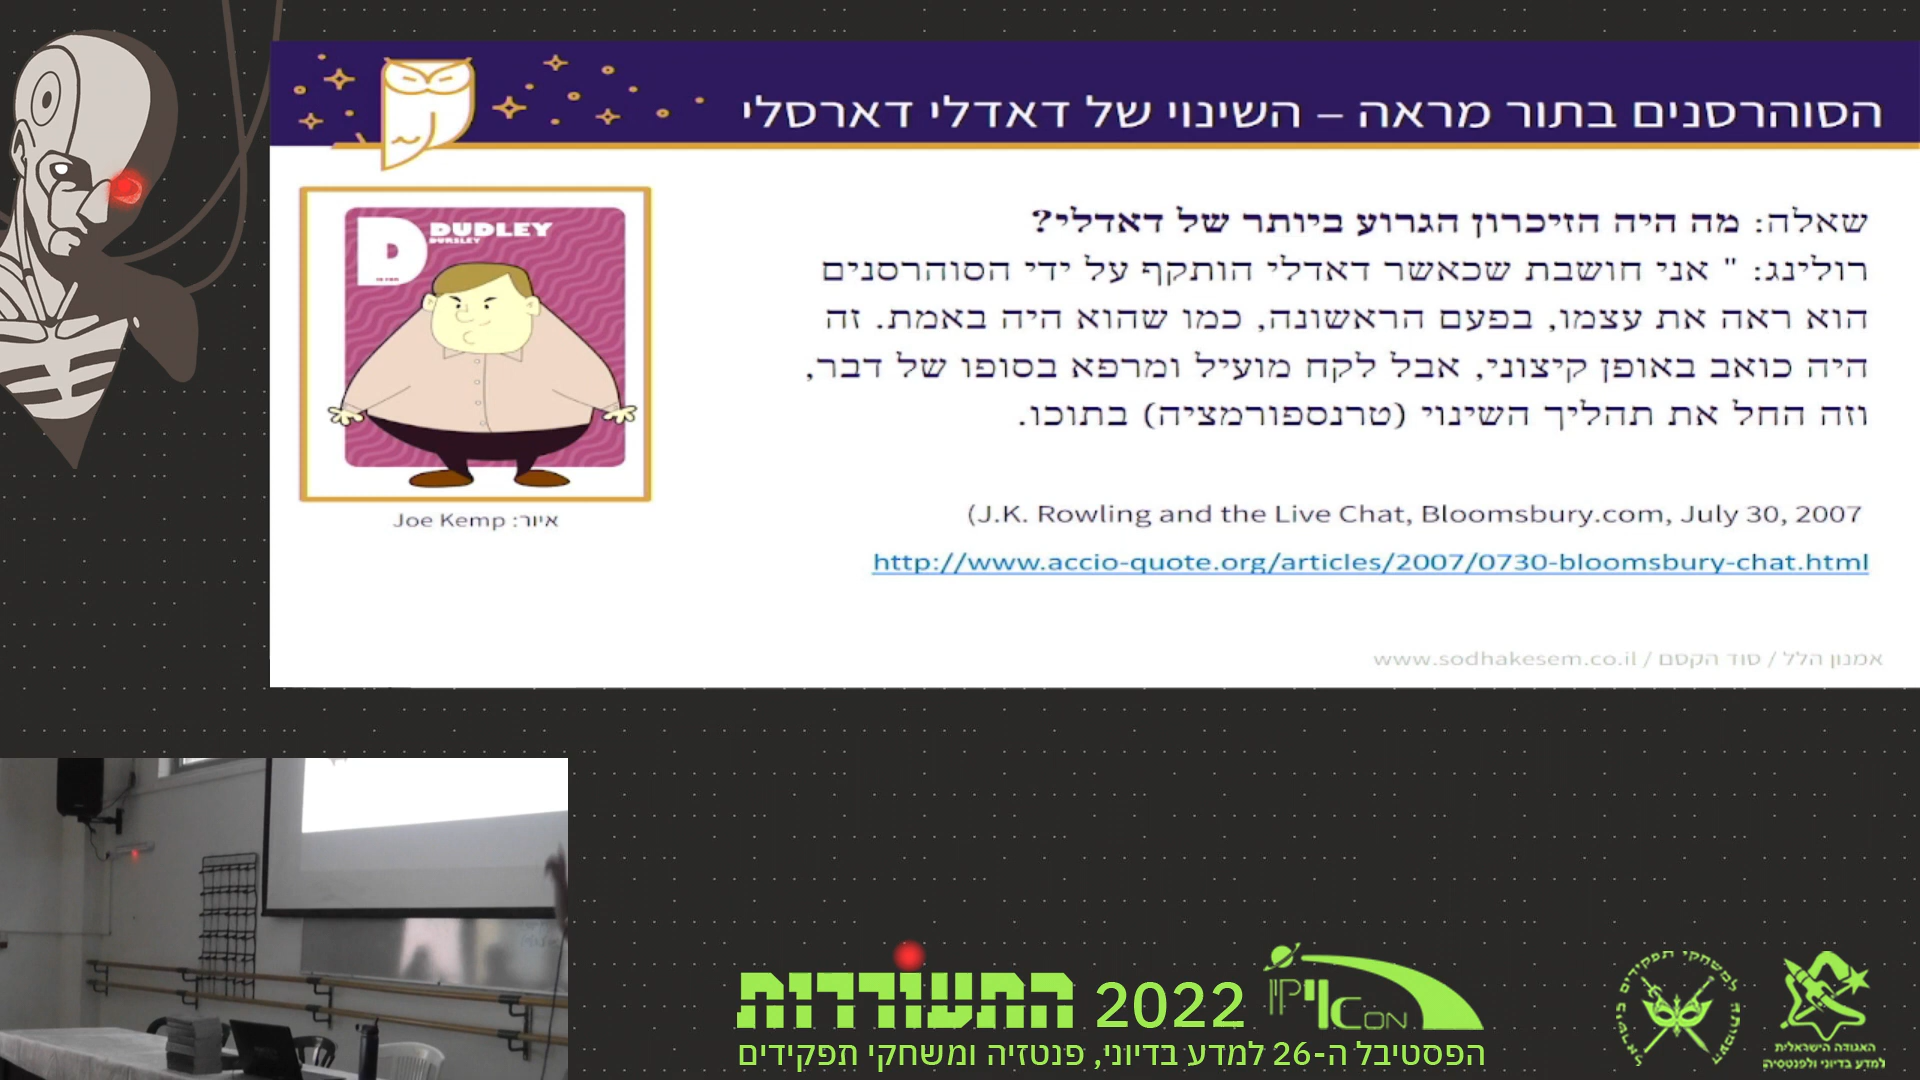 הסוהרסנים בתור מראה – השינוי של דאדלי דארסלי
DUDLEY
DURSLEY
D
שאלה: מה היה הזיכרון הגרוע ביותר של דאדלי?
רולינג: " אני חושבת שכאשר דאדלי הותקף על ידי הסוהרסנים
הוא ראה את עצמו, בפעם הראשונה, כמו שהוא היה באמת. זה
היה כואב באופן קיצוני, אבל לקח מועיל ומרפא בסופו של דבר,
וזה החל את תהליך השינוי (טרנספורמציה) בתוכו.
איור: Joe Kemp
(J.K. Rowling and the Live Chat, Bloomsbury.com, July 30, 2007
http://www.accio-quote.org/articles/2007/0730-bloomsbury-chat.html
אמנון הלל / סוד הקסם / www.sodhakesem.co.il
התעוררות 2022 אייקון ICON
הפסטיבל ה-26 למדע בדיוני, פנטזיה ומשחקי תפקידים
העמותה למשחקי תפקידים בישראל
האגודה הישראלית
למדע בדיוני ולפנטסיה